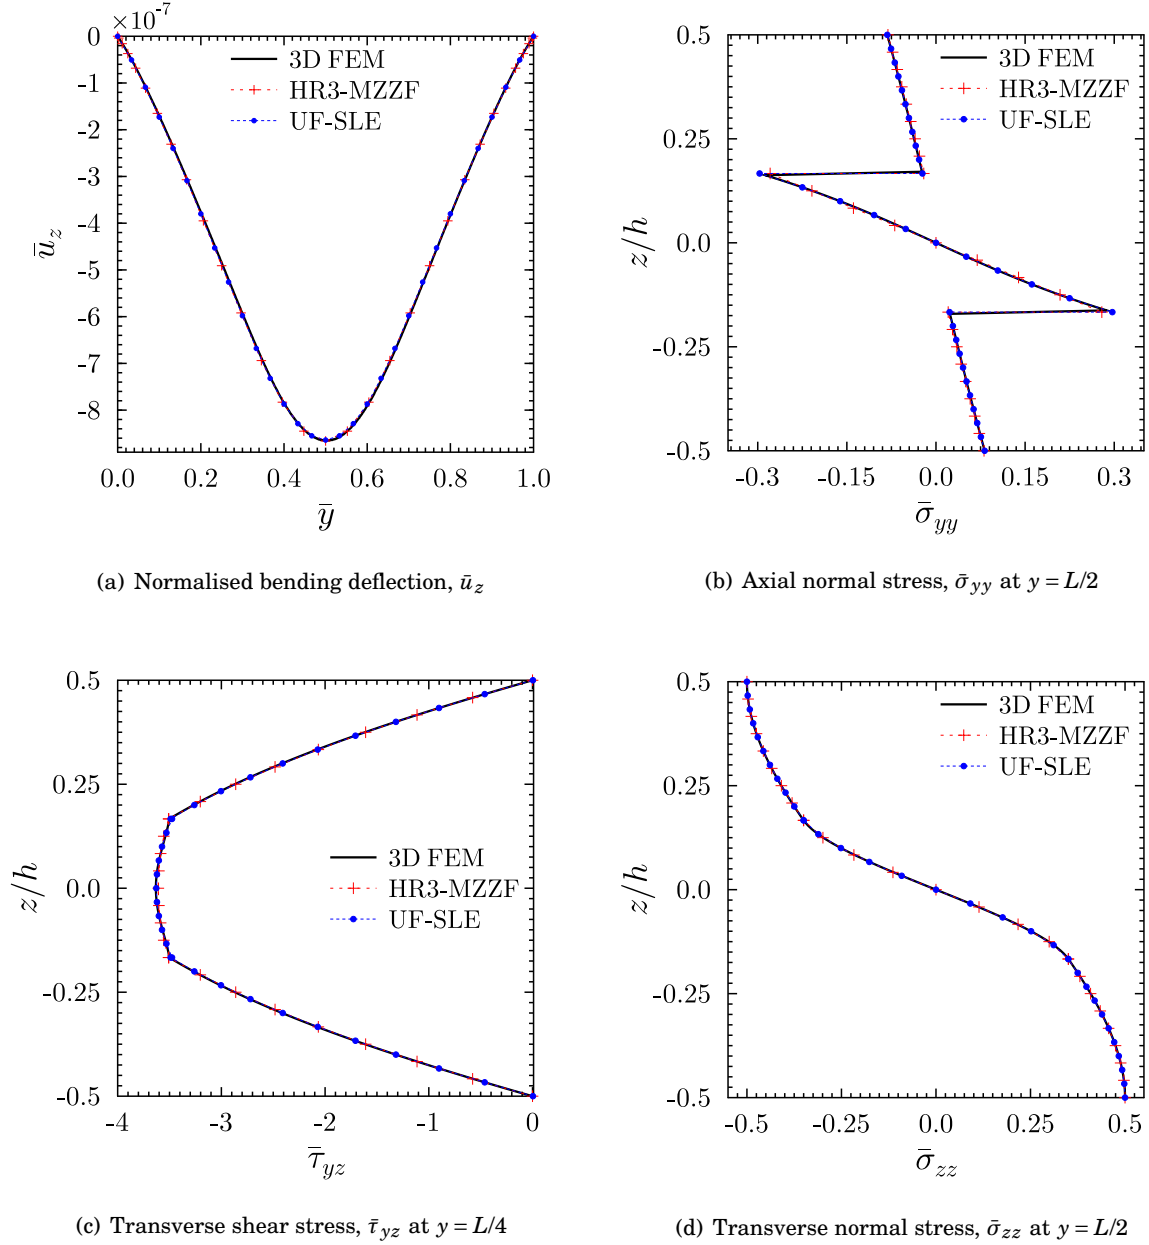 ×10⁻⁷
0
-1
-2
-3
-4
-5
-6
-7
-8
ū_z
3D FEM
HR3-MZZF
UF-SLE
0.0 0.2 0.4 0.6 0.8 1.0
ȳ
(a) Normalised bending deflection, ū_z
0.5
0.25
0.0
-0.25
-0.5
z/h
3D FEM
HR3-MZZF
UF-SLE
-0.3 -0.15 0.0 0.15 0.3
σ̄_yy
(b) Axial normal stress, σ̄_yy at y = L/2
0.5
0.25
0.0
-0.25
-0.5
z/h
3D FEM
HR3-MZZF
UF-SLE
-4 -3 -2 -1 0
τ̄_yz
(c) Transverse shear stress, τ̄_yz at y = L/4
0.5
0.25
0.0
-0.25
-0.5
z/h
3D FEM
HR3-MZZF
UF-SLE
-0.5 -0.25 0.0 0.25 0.5
σ̄_zz
(d) Transverse normal stress, σ̄_zz at y = L/2